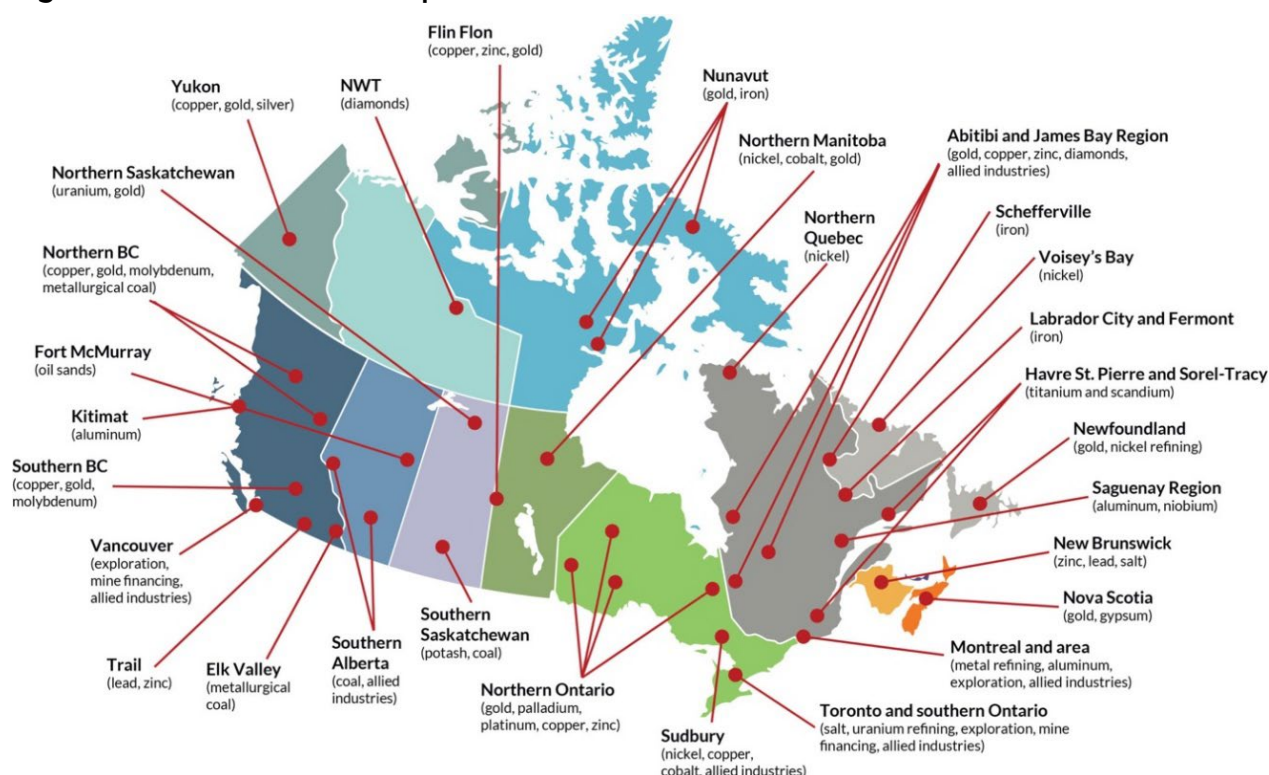 Flin Flon
(copper, zinc, gold)
Yukon
(copper, gold, silver)
NWT
(diamonds)
Nunavut
(gold, iron)
Northern Manitoba
(nickel, cobalt, gold)
Abitibi and James Bay Region
(gold, copper, zinc, diamonds,
allied industries)
Northern Saskatchewan
(uranium, gold)
Northern
Quebec
(nickel)
Schefferville
(iron)
Northern BC
(copper, gold, molybdenum,
metallurgical coal)
Voisey's Bay
(nickel)
Labrador City and Fermont
(iron)
Fort McMurray
(oil sands)
Havre St. Pierre and Sorel-Tracy
(titanium and scandium)
Kitimat
(aluminum)
Newfoundland
(gold, nickel refining)
Southern BC
(copper, gold,
molybdenum)
Saguenay Region
(aluminum, niobium)
Vancouver
(exploration,
mine financing,
allied industries)
New Brunswick
(zinc, lead, salt)
Nova Scotia
(gold, gypsum)
Trail
(lead, zinc)
Elk Valley
(metallurgical
coal)
Southern
Alberta
(coal, allied
industries)
Southern
Saskatchewan
(potash, coal)
Northern Ontario
(gold, palladium,
platinum, copper, zinc)
Montreal and area
(metal refining, aluminum,
exploration, allied industries)
Sudbury
(nickel, copper,
cobalt, allied industries)
Toronto and southern Ontario
(salt, uranium refining, exploration, mine
financing, allied industries)